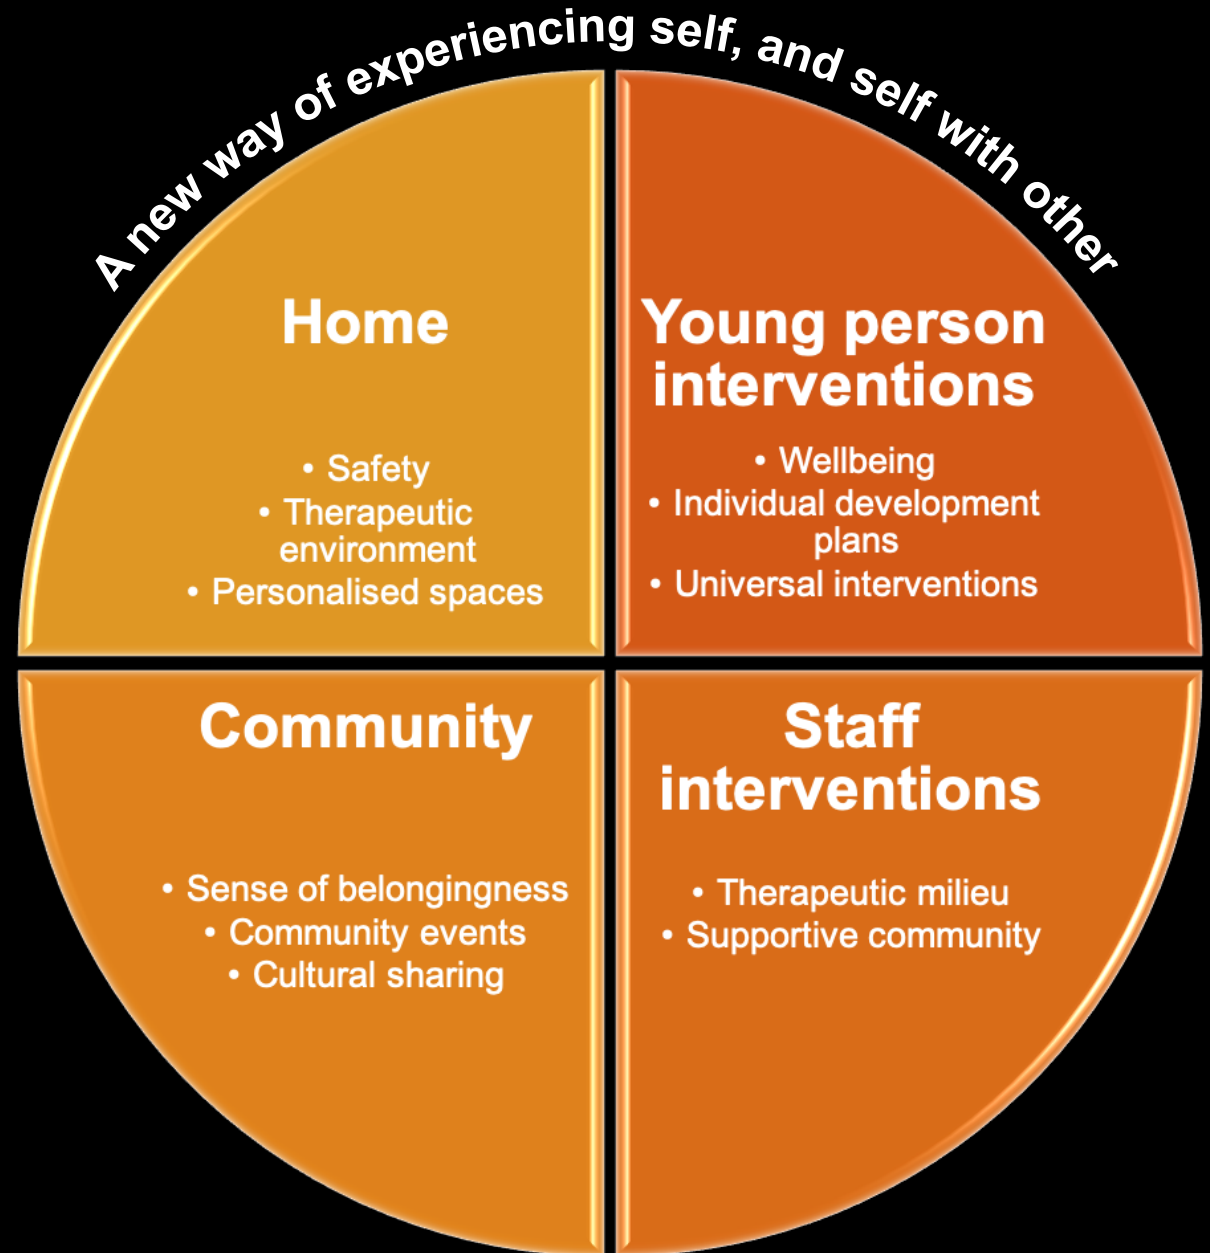 A new way of experiencing self, and self with other
Home
• Safety
• Therapeutic
environment
• Personalised spaces
Young person
interventions
• Wellbeing
• Individual development
plans
• Universal interventions
Community
• Sense of belongingness
• Community events
• Cultural sharing
Staff
interventions
• Therapeutic milieu
• Supportive community